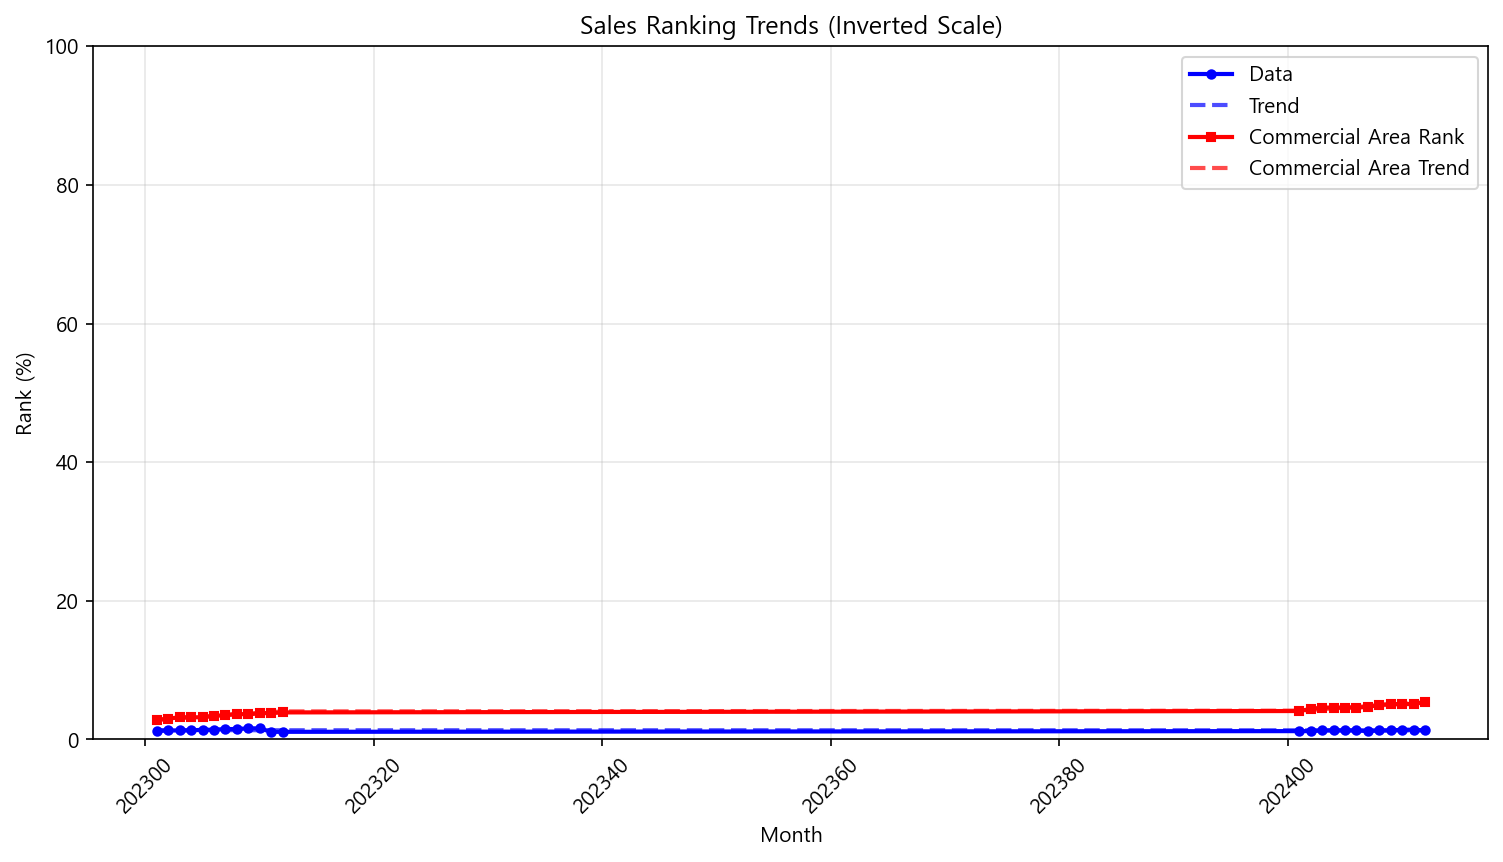 Sales Ranking Trends (Inverted Scale)
100
80
60
40
20
0
Rank (%)
Data
Trend
Commercial Area Rank
Commercial Area Trend
202300
202320
202340
202360
202380
202400
Month